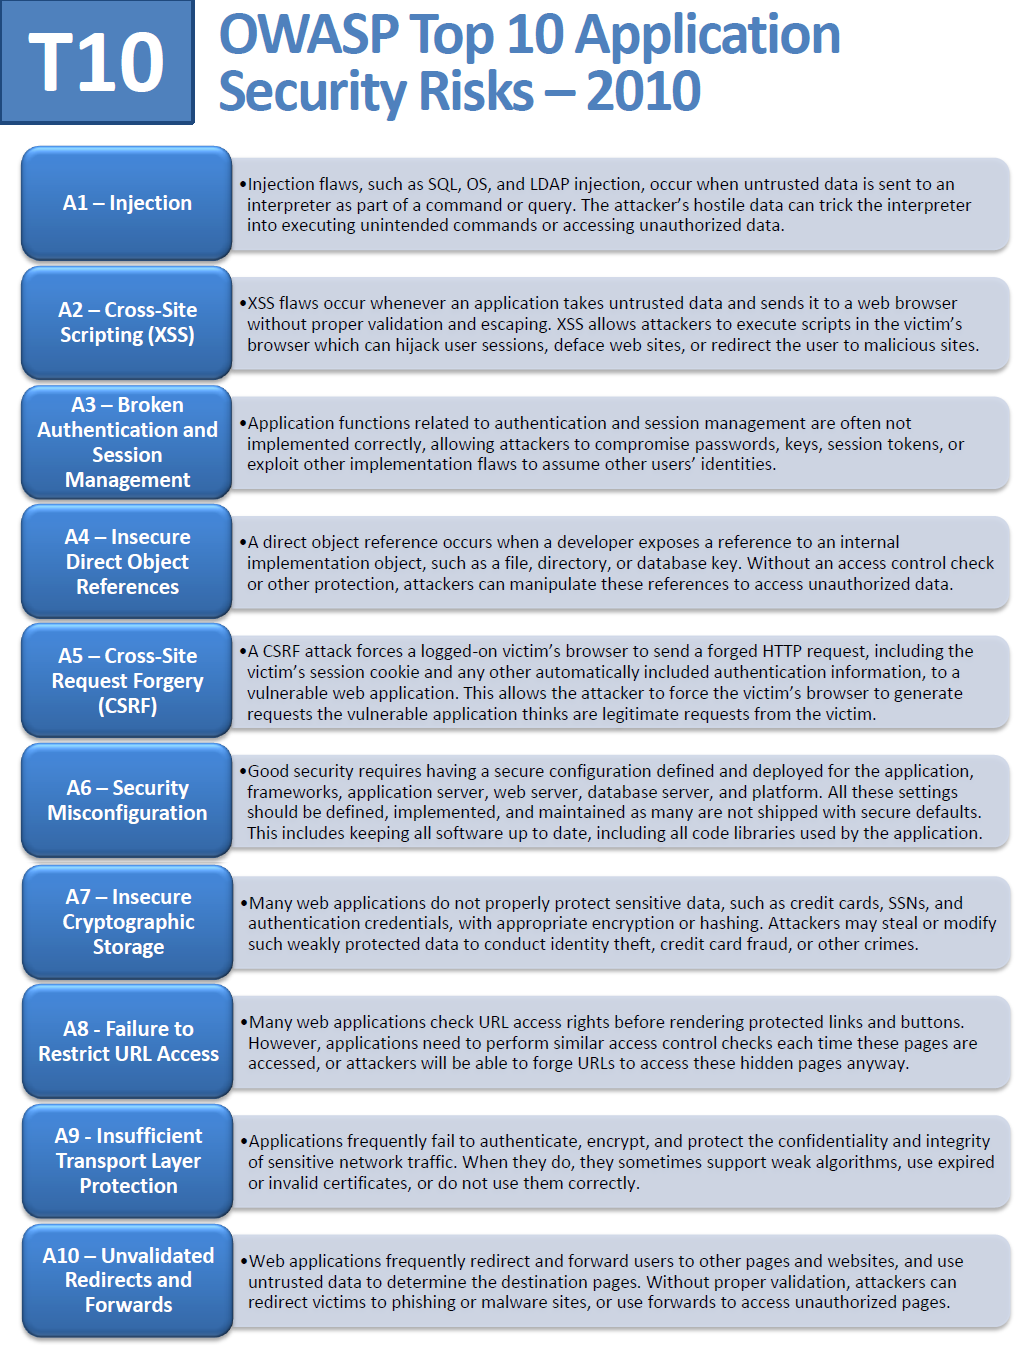 T10
OWASP Top 10 Application
Security Risks – 2010
A1 – Injection
•Injection flaws, such as SQL, OS, and LDAP injection, occur when untrusted data is sent to an
interpreter as part of a command or query. The attacker’s hostile data can trick the interpreter
into executing unintended commands or accessing unauthorized data.
A2 – Cross-Site
Scripting (XSS)
•XSS flaws occur whenever an application takes untrusted data and sends it to a web browser
without proper validation and escaping. XSS allows attackers to execute scripts in the victim’s
browser which can hijack user sessions, deface web sites, or redirect the user to malicious sites.
A3 – Broken
Authentication and
Session
Management
•Application functions related to authentication and session management are often not
implemented correctly, allowing attackers to compromise passwords, keys, session tokens, or
exploit other implementation flaws to assume other users’ identities.
A4 – Insecure
Direct Object
References
•A direct object reference occurs when a developer exposes a reference to an internal
implementation object, such as a file, directory, or database key. Without an access control check
or other protection, attackers can manipulate these references to access unauthorized data.
A5 – Cross-Site
Request Forgery
(CSRF)
•A CSRF attack forces a logged-on victim’s browser to send a forged HTTP request, including the
victim’s session cookie and any other automatically included authentication information, to a
vulnerable web application. This allows the attacker to force the victim’s browser to generate
requests the vulnerable application thinks are legitimate requests from the victim.
A6 – Security
Misconfiguration
•Good security requires having a secure configuration defined and deployed for the application,
frameworks, application server, web server, database server, and platform. All these settings
should be defined, implemented, and maintained as many are not shipped with secure defaults.
This includes keeping all software up to date, including all code libraries used by the application.
A7 – Insecure
Cryptographic
Storage
•Many web applications do not properly protect sensitive data, such as credit cards, SSNs, and
authentication credentials, with appropriate encryption or hashing. Attackers may steal or modify
such weakly protected data to conduct identity theft, credit card fraud, or other crimes.
A8 - Failure to
Restrict URL Access
•Many web applications check URL access rights before rendering protected links and buttons.
However, applications need to perform similar access control checks each time these pages are
accessed, or attackers will be able to forge URLs to access these hidden pages anyway.
A9 - Insufficient
Transport Layer
Protection
•Applications frequently fail to authenticate, encrypt, and protect the confidentiality and integrity
of sensitive network traffic. When they do, they sometimes support weak algorithms, use expired
or invalid certificates, or do not use them correctly.
A10 – Unvalidated
Redirects and
Forwards
•Web applications frequently redirect and forward users to other pages and websites, and use
untrusted data to determine the destination pages. Without proper validation, attackers can
redirect victims to phishing or malware sites, or use forwards to access unauthorized pages.